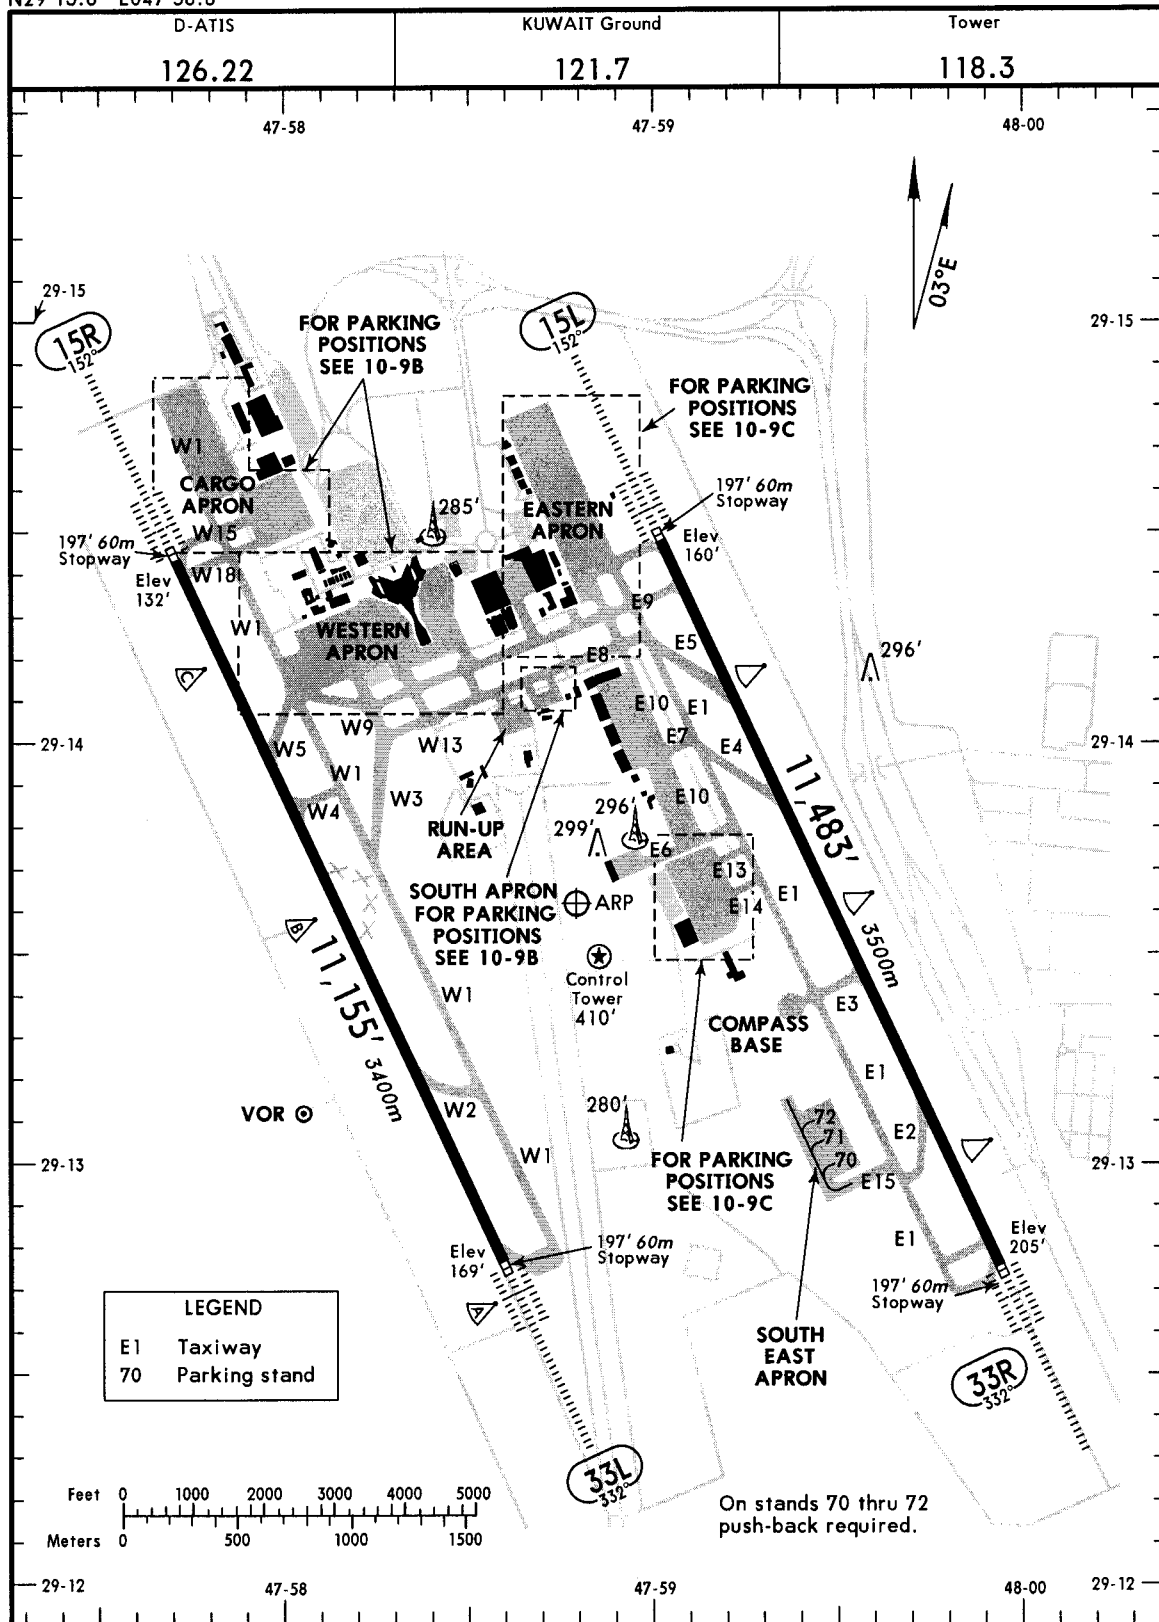 D-ATIS
126.22
KUWAIT Ground
121.7
Tower
118.3
47-58
47-59
48-00
03°E
29-15
29-15
15R
152°
15L
152°
FOR PARKING
POSITIONS
SEE 10-9B
FOR PARKING
POSITIONS
SEE 10-9C
W1
CARGO
APRON
285'
EASTERN
APRON
197' 60m
Stopway
W15
197' 60m
Stopway
Elev
160'
W18
Elev
132'
W1
WESTERN
APRON
E9
E5
E8
296'
C
E10
E1
W9
W5
W13
E7
E4
29-14
29-14
W1
W3
W4
E10
11,483'
3500m
296'
299'
RUN-UP
AREA
E6
E13
E14
E1
SOUTH APRON
FOR PARKING
POSITIONS
SEE 10-9B
ARP
B
11,155'
3400m
Control
Tower
410'
W1
E3
COMPASS
BASE
E1
VOR
W2
280'
72
71
70
E2
W1
29-13
29-13
FOR PARKING
POSITIONS
SEE 10-9C
E15
E1
Elev
205'
Elev
169'
197' 60m
Stopway
197' 60m
Stopway
A
LEGEND
E1 Taxiway
70 Parking stand
SOUTH
EAST
APRON
33R
332°
33L
332°
Feet 0 1000 2000 3000 4000 5000
Meters 0 500 1000 1500
On stands 70 thru 72
push-back required.
29-12
47-58
47-59
48-00
29-12